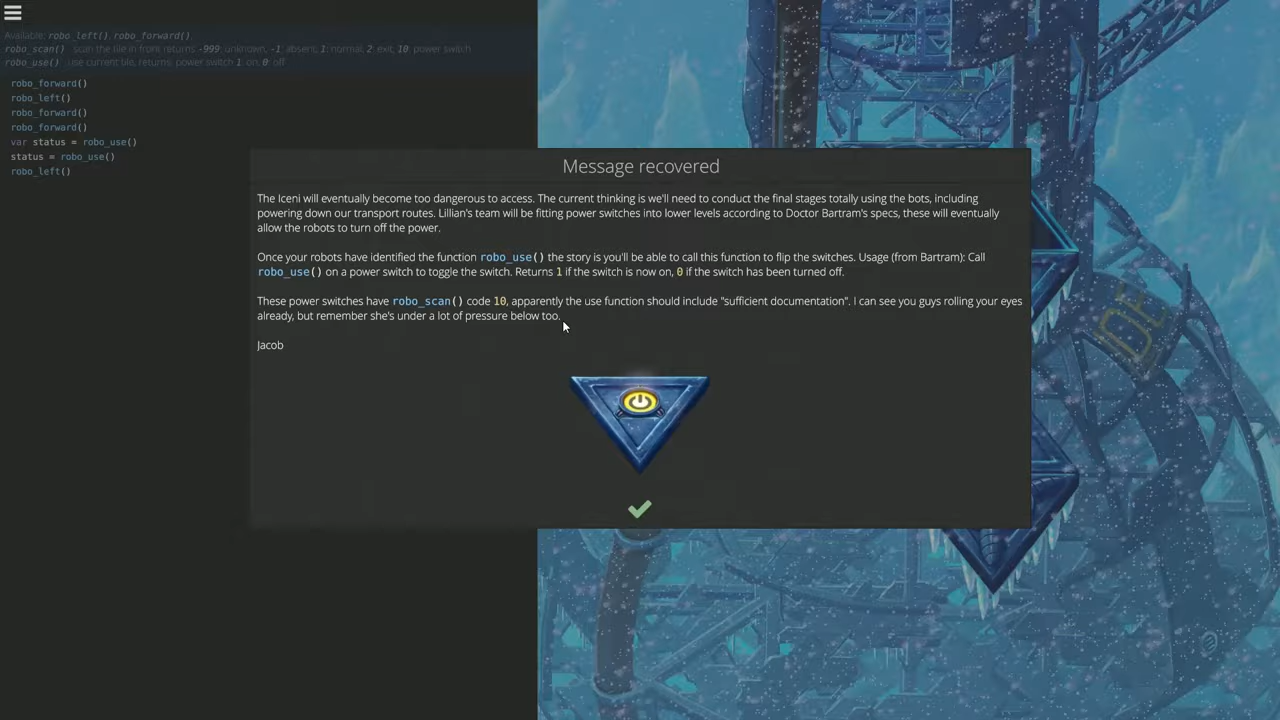 Available: robo_left(), robo_forward(),
robo_scan() scan the tile in front returns -999: unknown, -1: absent, 1: normal, 2: exit, 10: power switch
robo_use() use current tile, returns: power switch 1: on, 0: off
robo_forward()
robo_left()
robo_forward()
robo_forward()
var status = robo_use()
status = robo_use()
robo_left()
Message recovered
The Iceni will eventually become too dangerous to access. The current thinking is we'll need to conduct the final stages totally using the bots, including
powering down our transport routes. Lillian's team will be fitting power switches into lower levels according to Doctor Bartram's specs, these will eventually
allow the robots to turn off the power.
Once your robots have identified the function robo_use() the story is you'll be able to call this function to flip the switches. Usage (from Bartram): Call
robo_use() on a power switch to toggle the switch. Returns 1 if the switch is now on, 0 if the switch has been turned off.
These power switches have robo_scan() code 10, apparently the use function should include "sufficient documentation". I can see you guys rolling your eyes
already, but remember she's under a lot of pressure below too.
Jacob
DE